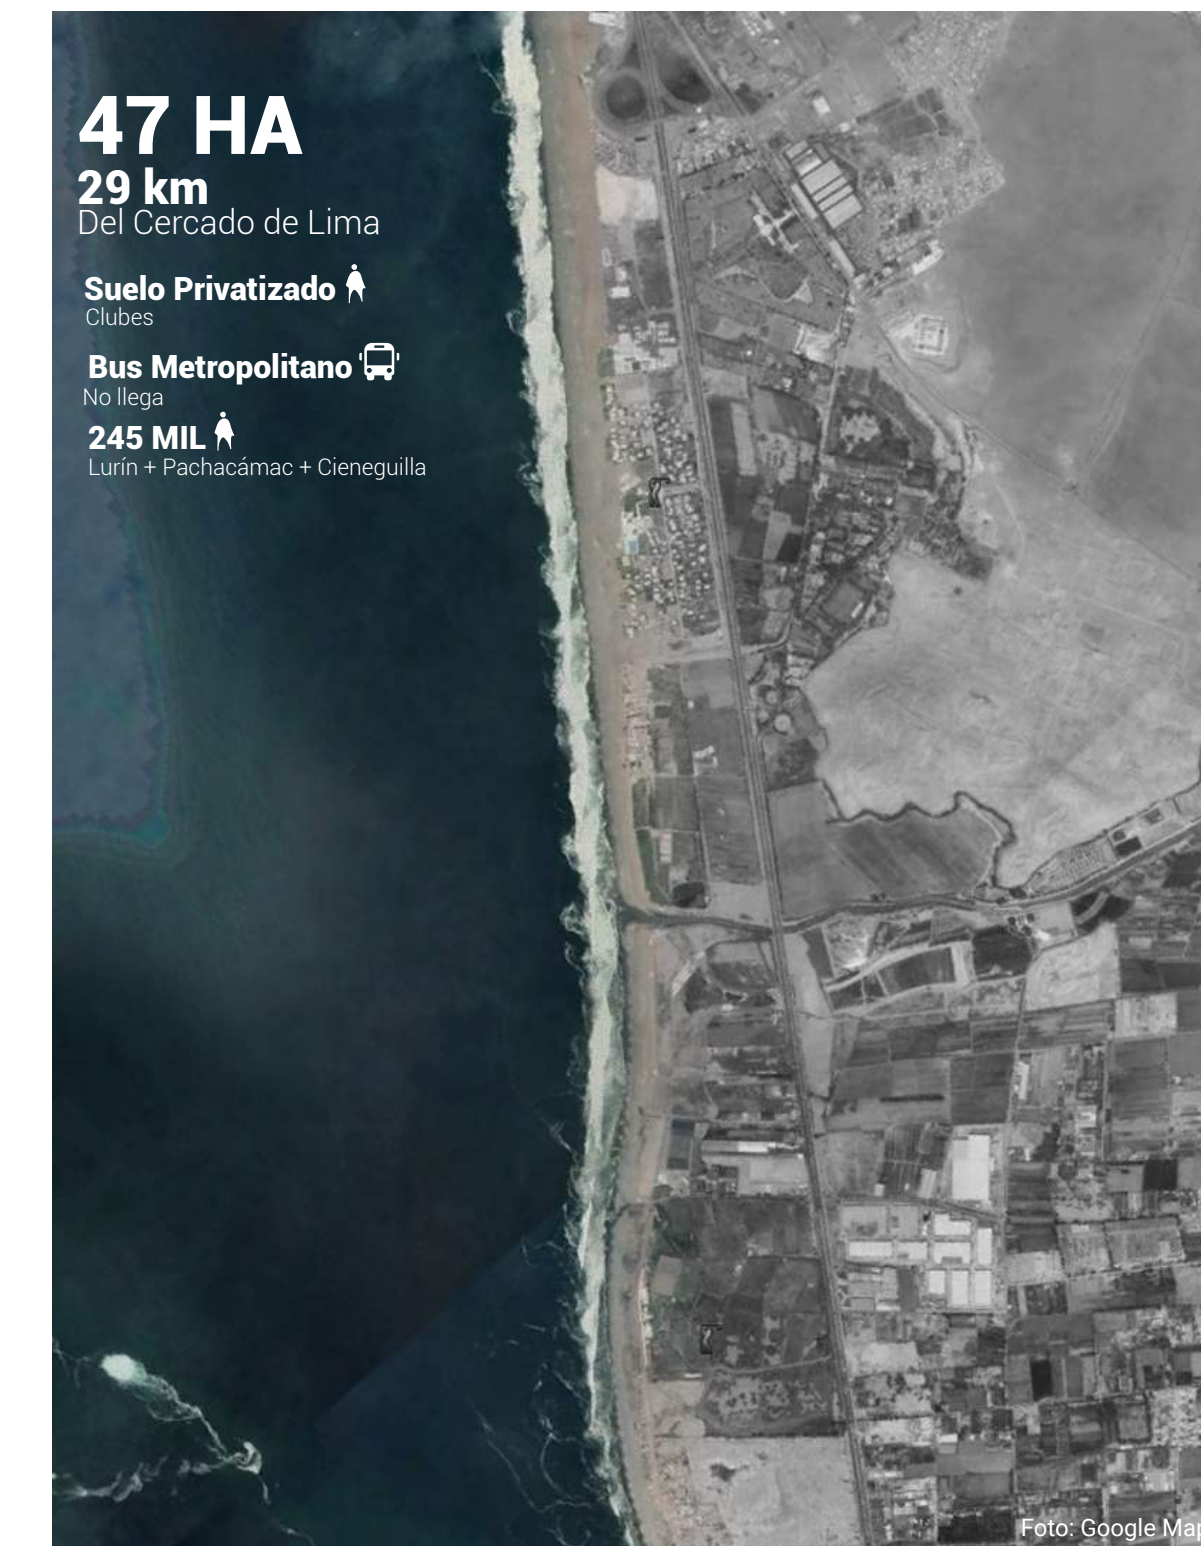 47 HA
29 km
Del Cercado de Lima
Suelo Privatizado
Clubes
Bus Metropolitano
No llega
245 MIL
Lurín + Pachacámac + Cieneguilla
Foto: Google Map